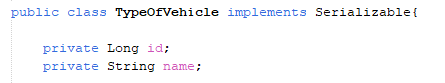 public class TypeOfVehicle implements Serializable{
private Long id;
private String name;